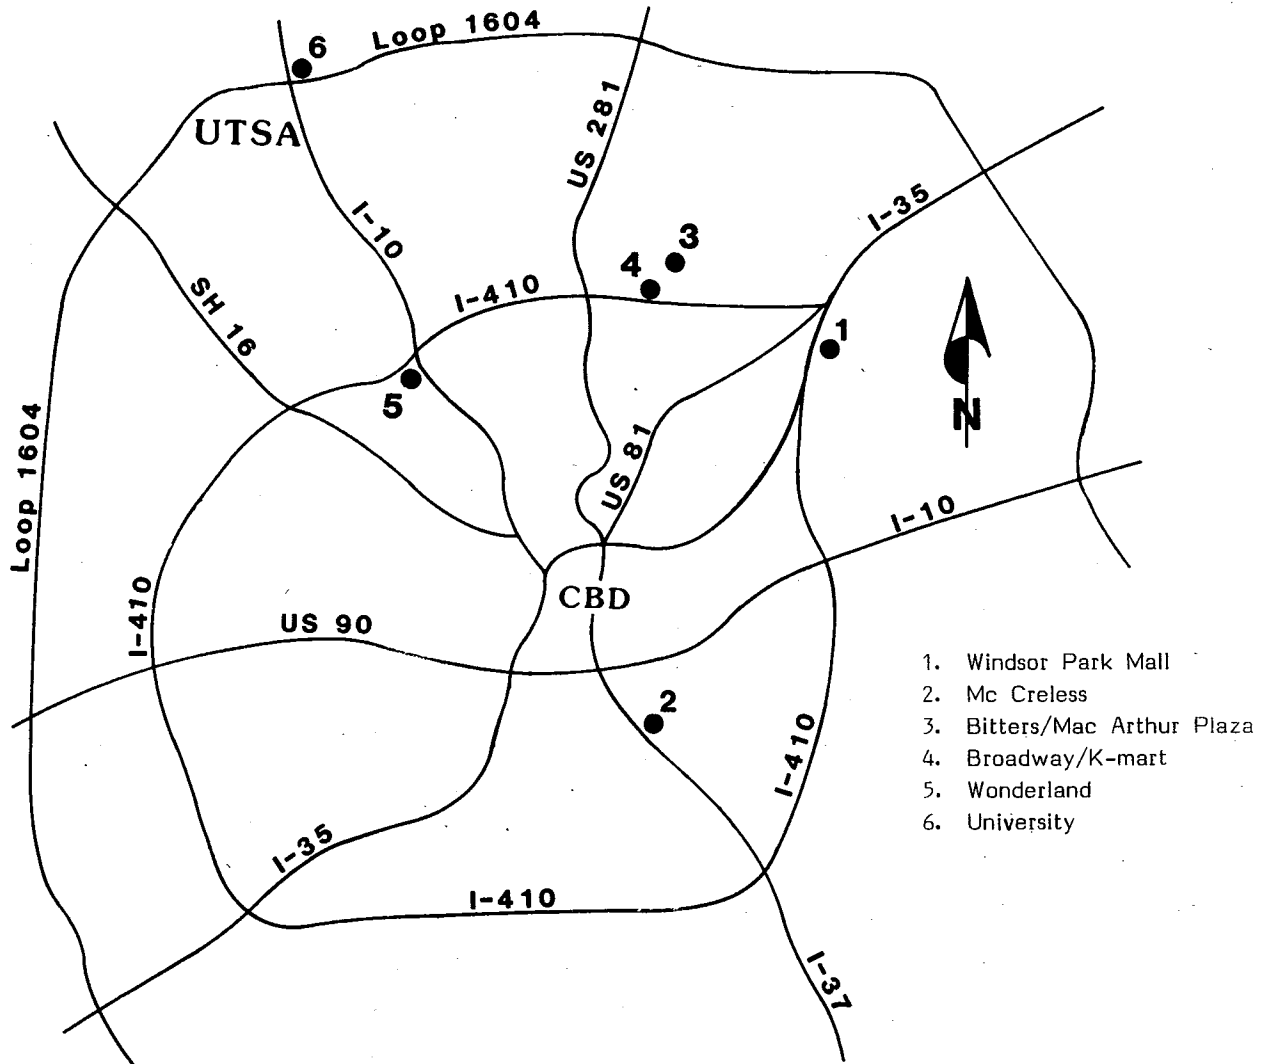 Loop 1604
6
UTSA
US 281
I-10
I-35
3
4
I-410
SH 16
1
5
N
Loop 1604
US 81
I-10
CBD
I-410
US 90
2
I-410
I-35
I-410
I-37
1. Windsor Park Mall
2. Mc Creless
3. Bitters/Mac Arthur Plaza
4. Broadway/K-mart
5. Wonderland
6. University